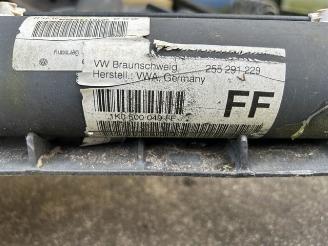 VW Braunschweig 255 291 229
Herstell.: VWA, Germany
FF
1K0 500 049 FF